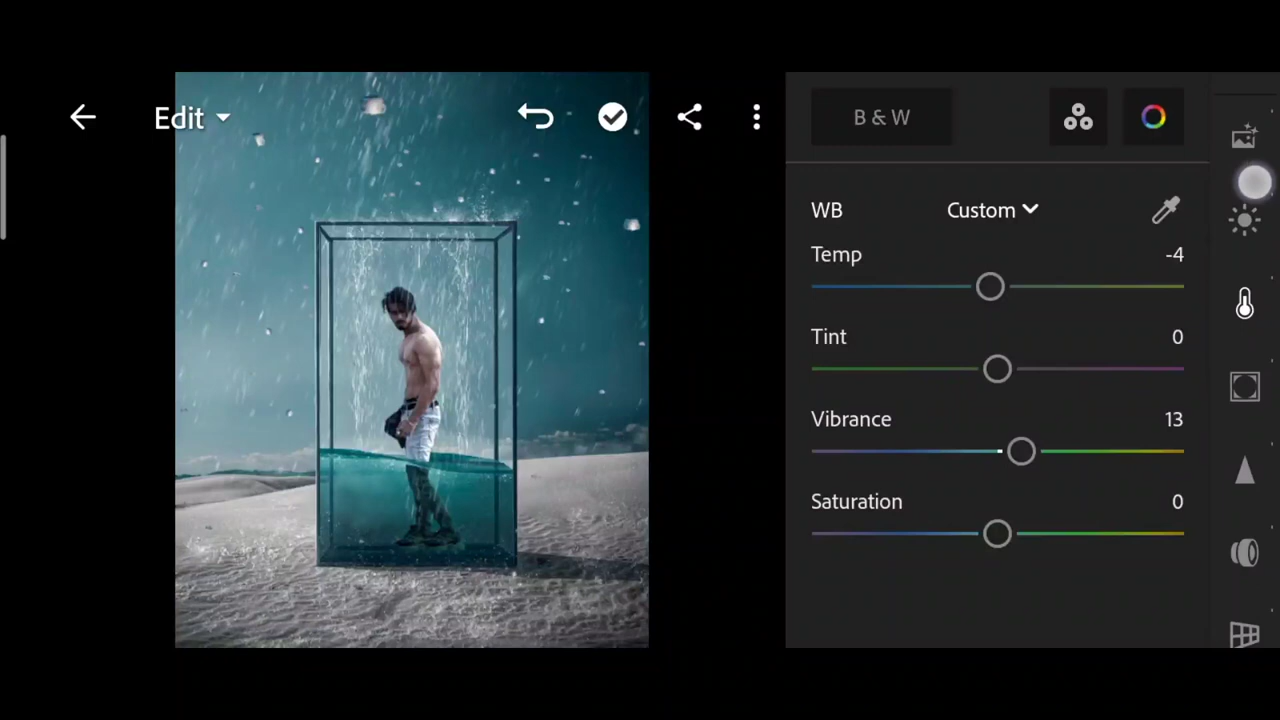 Edit
B & W
WB Custom
Temp -4
Tint 0
Vibrance 13
Saturation 0